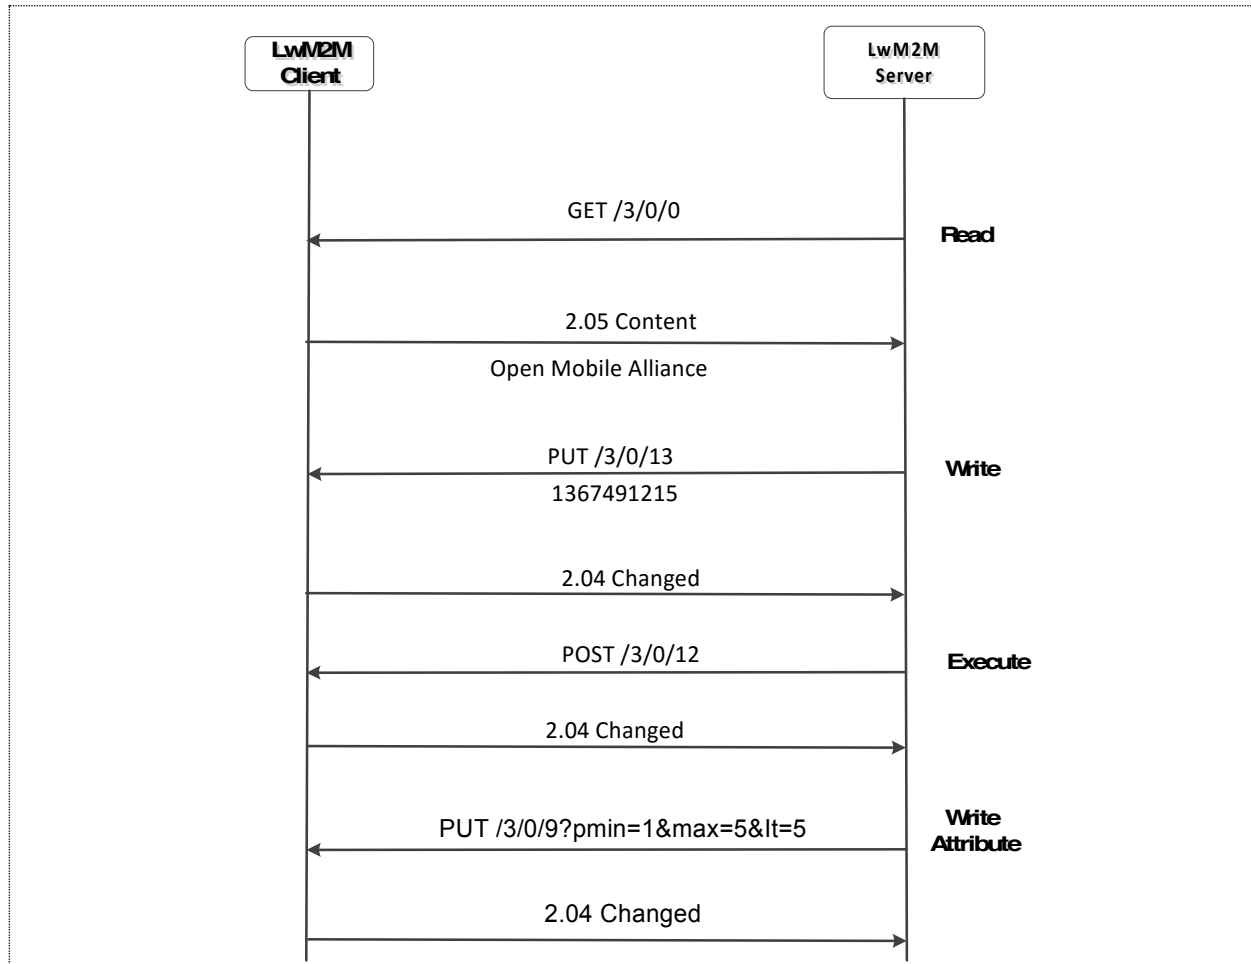 LwM2M
Client
LwM2M
Server
GET /3/0/0
Read
2.05 Content
Open Mobile Alliance
PUT /3/0/13
Write
1367491215
2.04 Changed
POST /3/0/12
Execute
2.04 Changed
PUT /3/0/9?pmin=1&max=5&lt=5
Write
Attribute
2.04 Changed